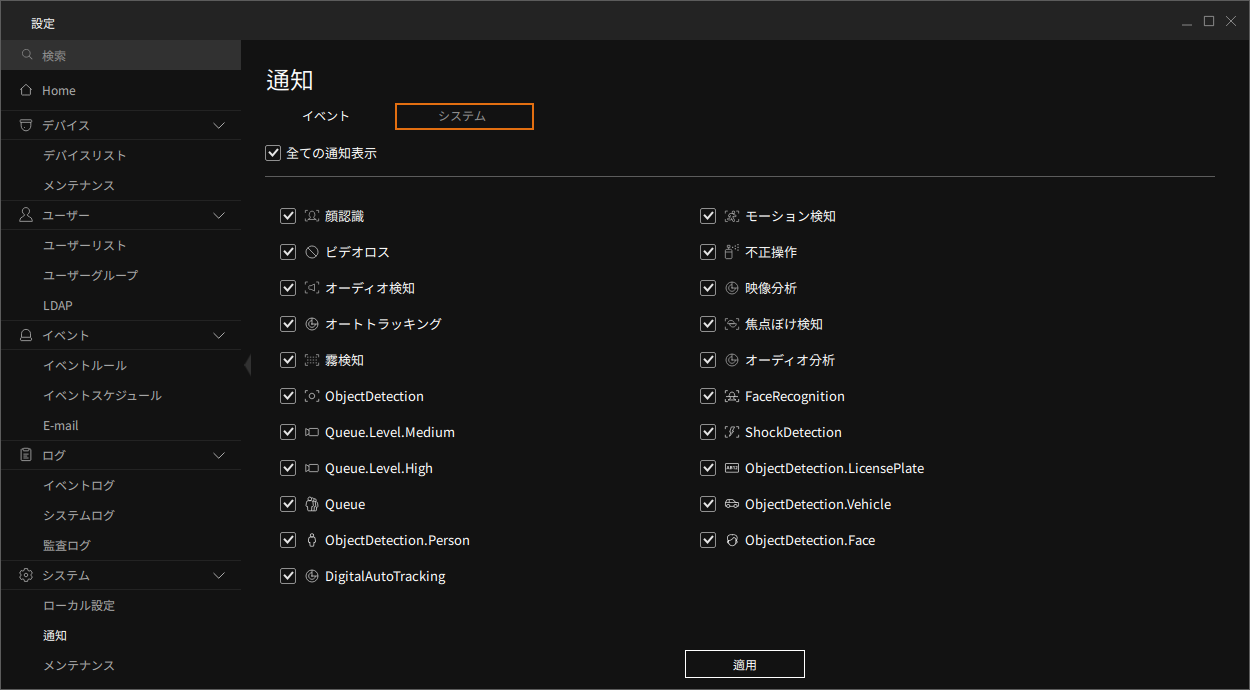 設定
検索
Home
デバイス
デバイスリスト
メンテナンス
ユーザー
ユーザーリスト
ユーザーグループ
LDAP
イベント
イベントルール
イベントスケジュール
E-mail
ログ
イベントログ
システムログ
監査ログ
システム
ローカル設定
通知
メンテナンス
通知
イベント システム
全ての通知表示
顔認識 モーション検知
ビデオロス 不正操作
オーディオ検知 映像分析
オートトラッキング 焦点ぼけ検知
霧検知 オーディオ分析
ObjectDetection FaceRecognition
Queue.Level.Medium ShockDetection
Queue.Level.High ObjectDetection.LicensePlate
Queue ObjectDetection.Vehicle
ObjectDetection.Person ObjectDetection.Face
DigitalAutoTracking
適用